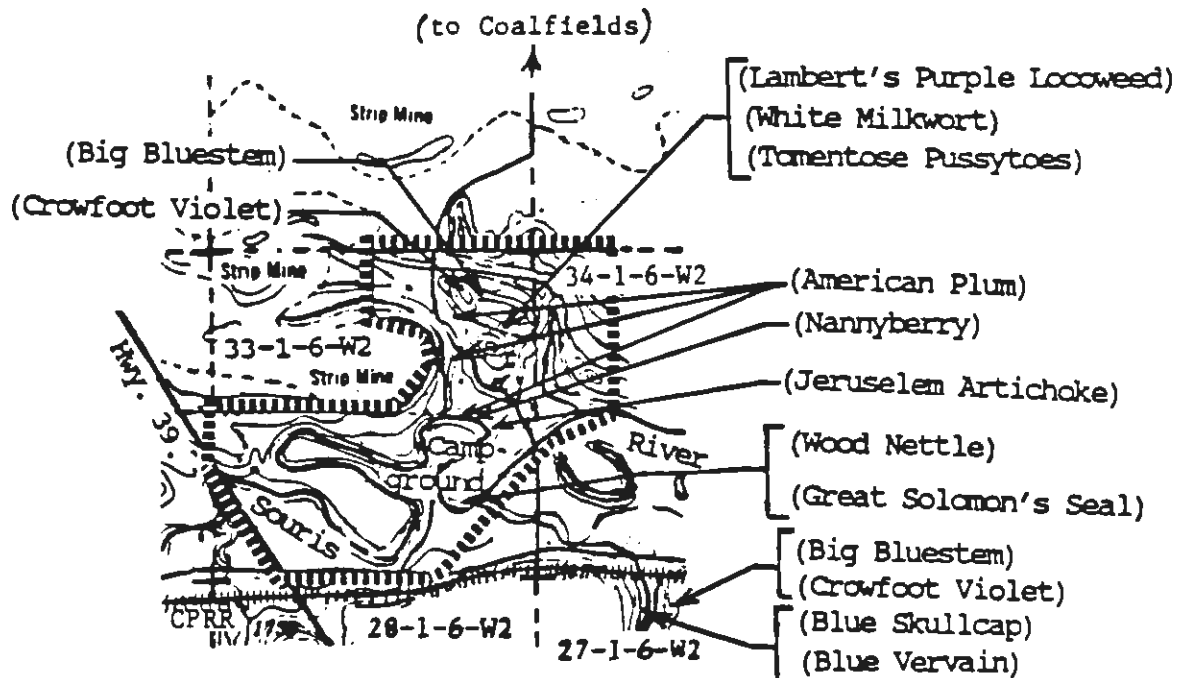 (to Coalfields)
(Lambert's Purple Locoweed)
(White Milkwort)
(Tomentose Pussytoes)
Strip Mine
(Big Bluestem)
(Crowfoot Violet)
Strip Mine
34-1-6-W2
(American Plum)
(Nannyberry)
33-1-6-W2
Strip Mine
(Jeruselem Artichoke)
Hwy. 39
Camp
ground
River
(Wood Nettle)
(Great Solomon's Seal)
Souris
(Big Bluestem)
(Crowfoot Violet)
CPRR
28-1-6-W2
27-1-6-W2
(Blue Skullcap)
(Blue Vervain)